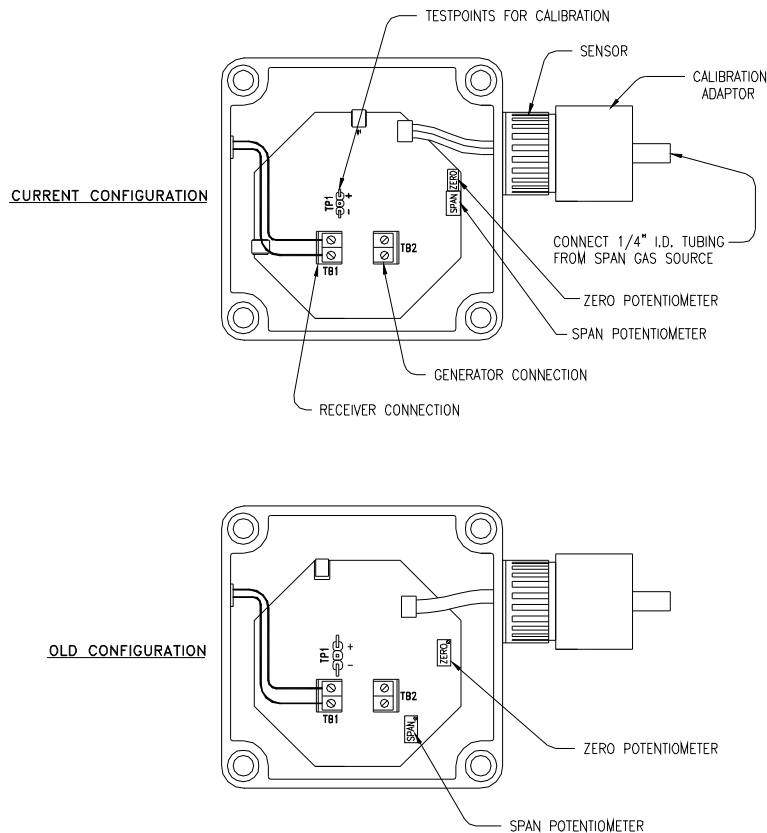 TESTPOINTS FOR CALIBRATION
SENSOR
CALIBRATION
ADAPTOR
CURRENT CONFIGURATION
TP1
+
-
ZERO
SPAN
TB1
TB2
CONNECT 1/4" I.D. TUBING
FROM SPAN GAS SOURCE
ZERO POTENTIOMETER
SPAN POTENTIOMETER
GENERATOR CONNECTION
RECEIVER CONNECTION
OLD CONFIGURATION
TP1
+
-
ZERO
TB1
TB2
SPAN
ZERO POTENTIOMETER
SPAN POTENTIOMETER